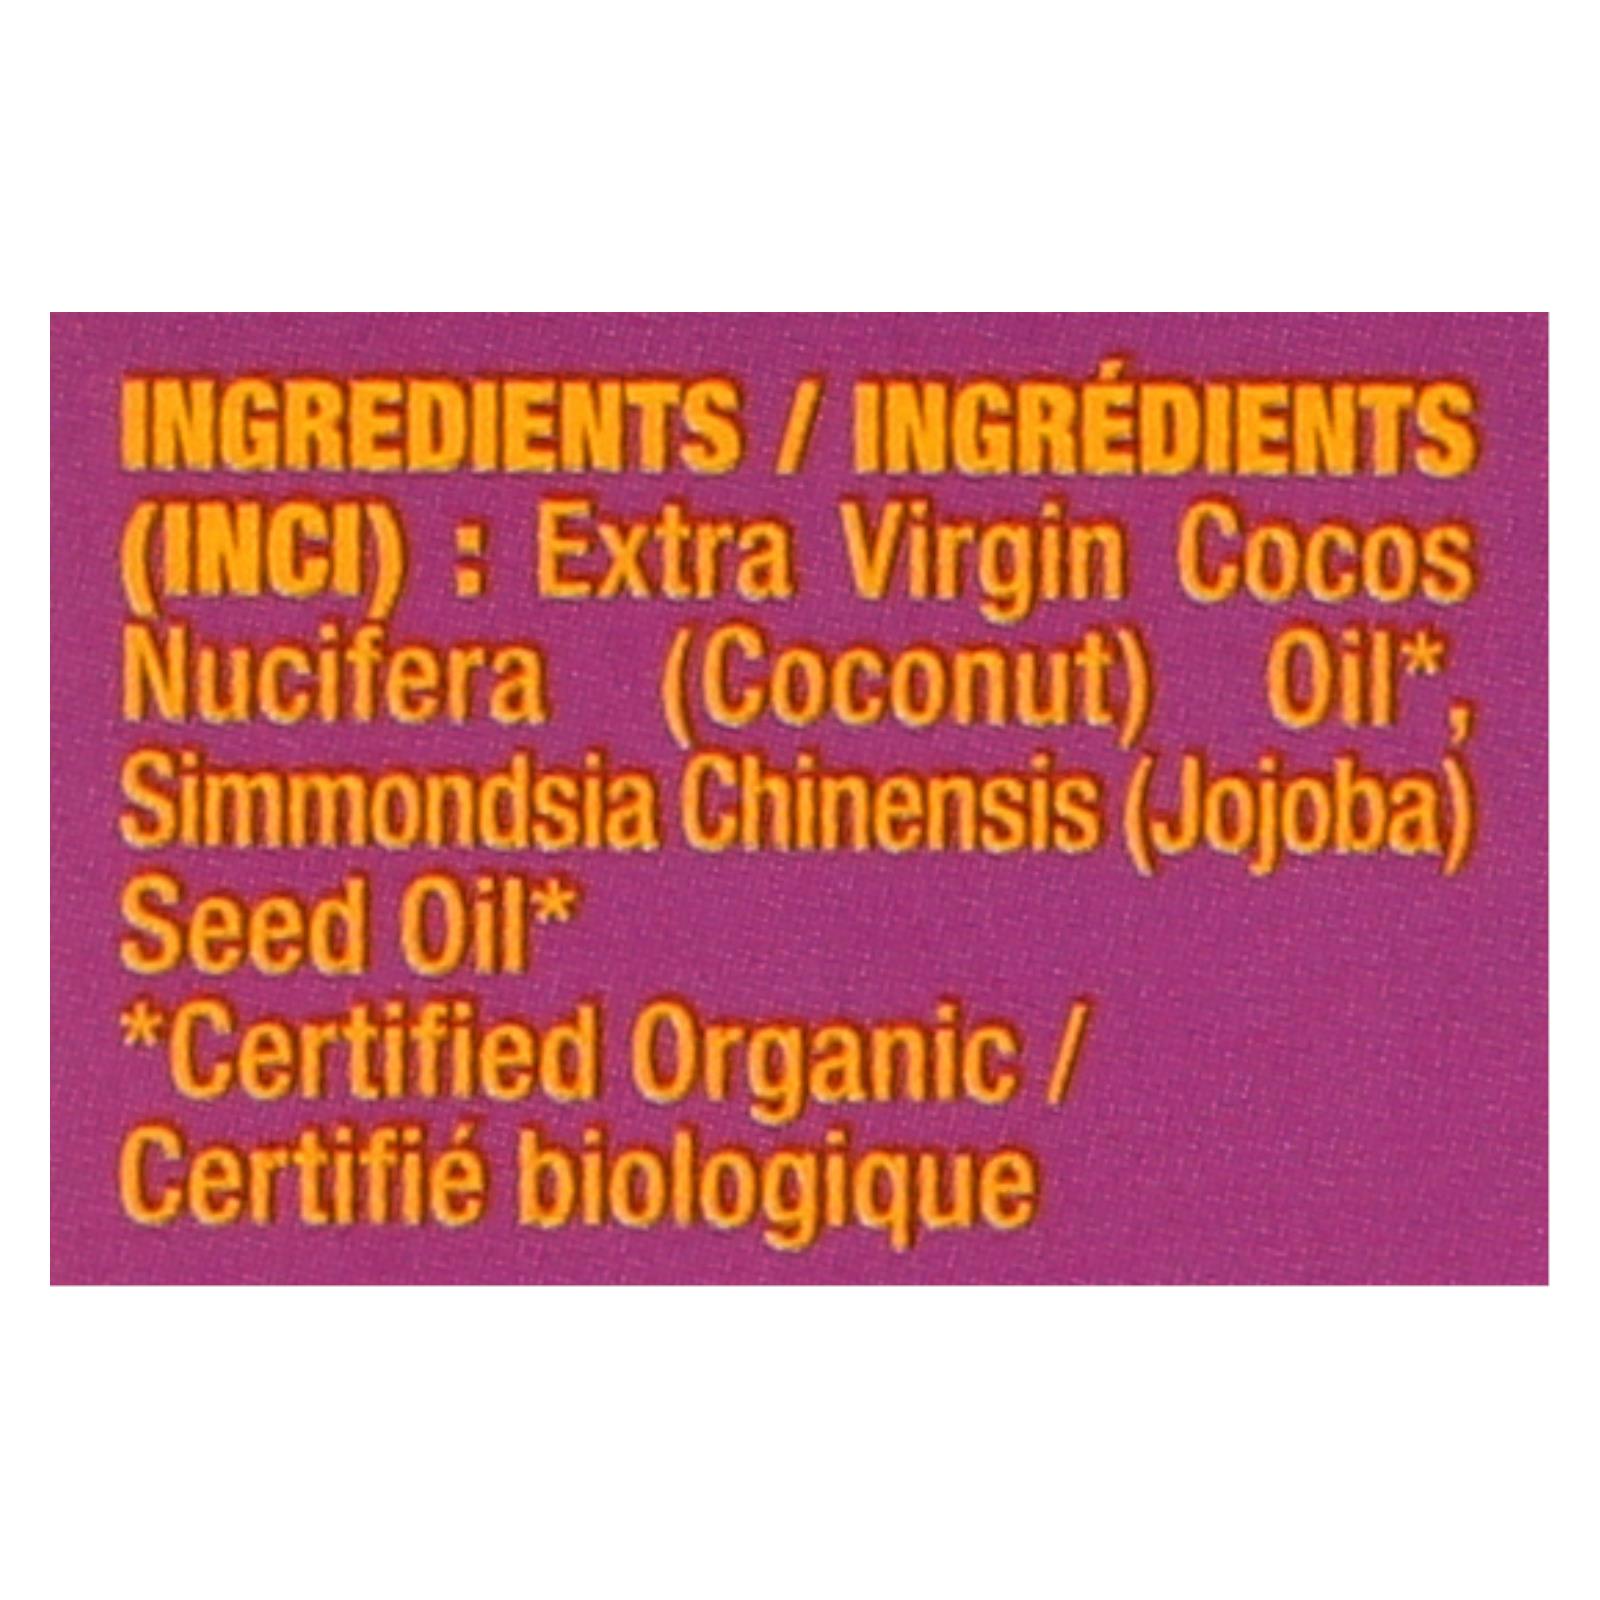 INGREDIENTS / INGRÉDIENTS
(INCI) : Extra Virgin Cocos
Nucifera (Coconut) Oil*,
Simmondsia Chinensis (Jojoba)
Seed Oil*
*Certified Organic /
Certifié biologique